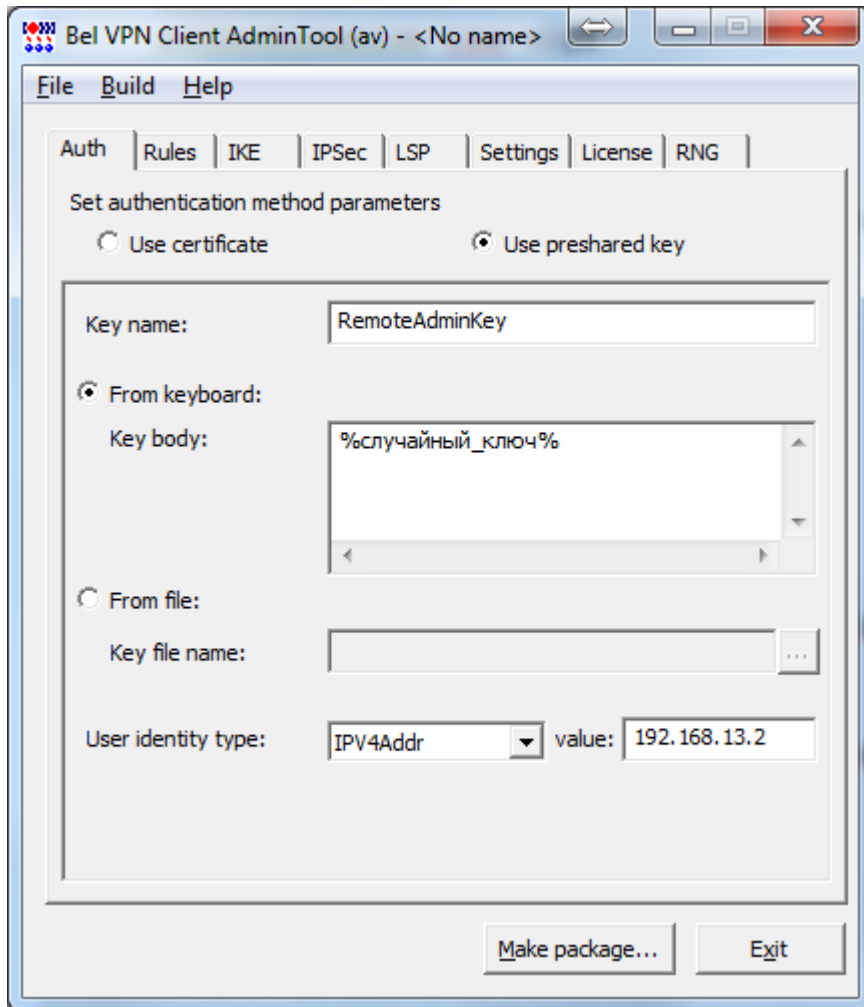 Bel VPN Client AdminTool (av) - <No name>
File Build Help
Auth Rules IKE IPSec LSP Settings License RNG
Set authentication method parameters
Use certificate Use preshared key
Key name: RemoteAdminKey
From keyboard:
Key body: %случайный_ключ%
From file:
Key file name: ...
User identity type: IPV4Addr value: 192.168.13.2
Make package... Exit